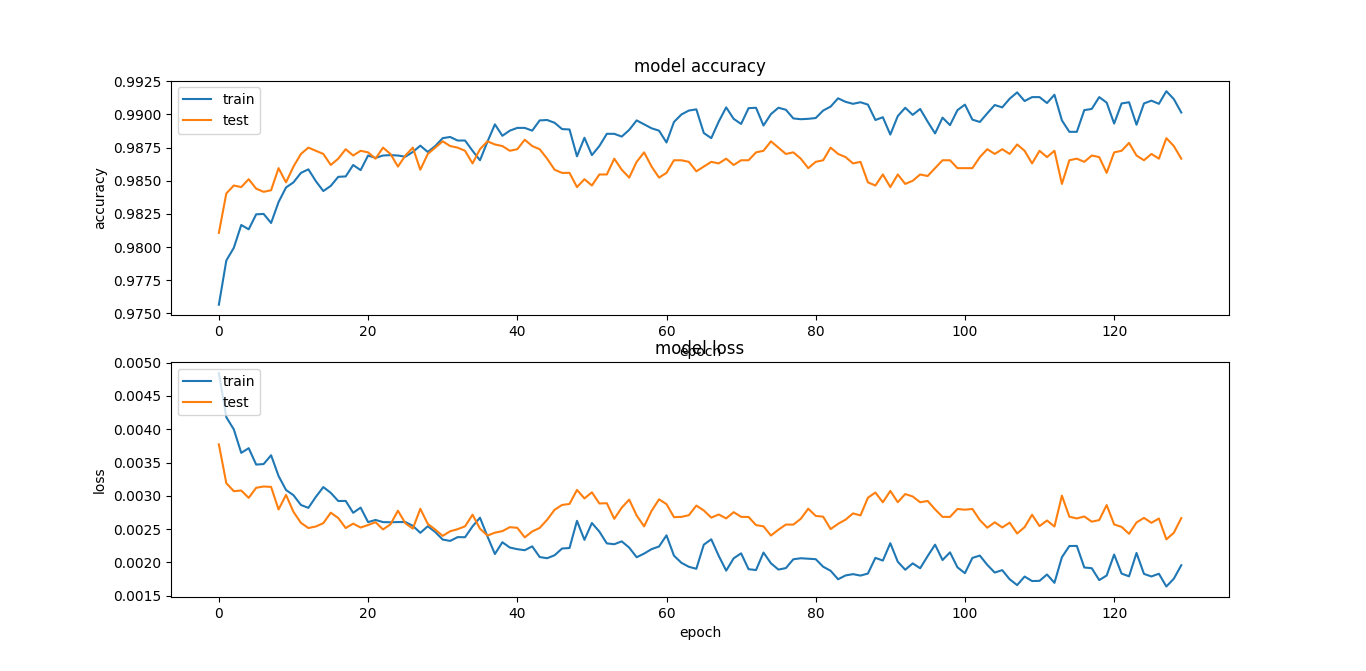 model accuracy
0.9925
0.9900
0.9875
0.9850
0.9825
0.9800
0.9775
0.9750
accuracy
train
test
0 20 40 60 80 100 120
epoch
model loss
0.0050
0.0045
0.0040
0.0035
0.0030
0.0025
0.0020
0.0015
loss
train
test
0 20 40 60 80 100 120
epoch